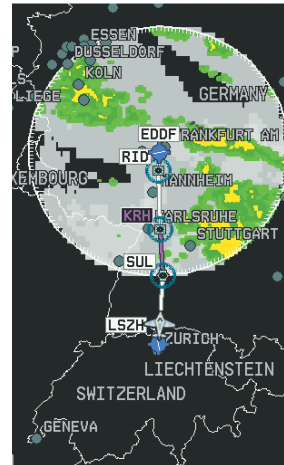 P
ESSEN
DUSSELDORF
S-
KOLN
LIEGE
GERMANY
EDDF
RANKFURT AM
RID
EMBOURG
MANNHEIM
KRH
ARLSRUHE
STUTTGART
SUL
LSZH
ZURICH
LIECHTENSTEIN
SWITZERLAND
GENEVA